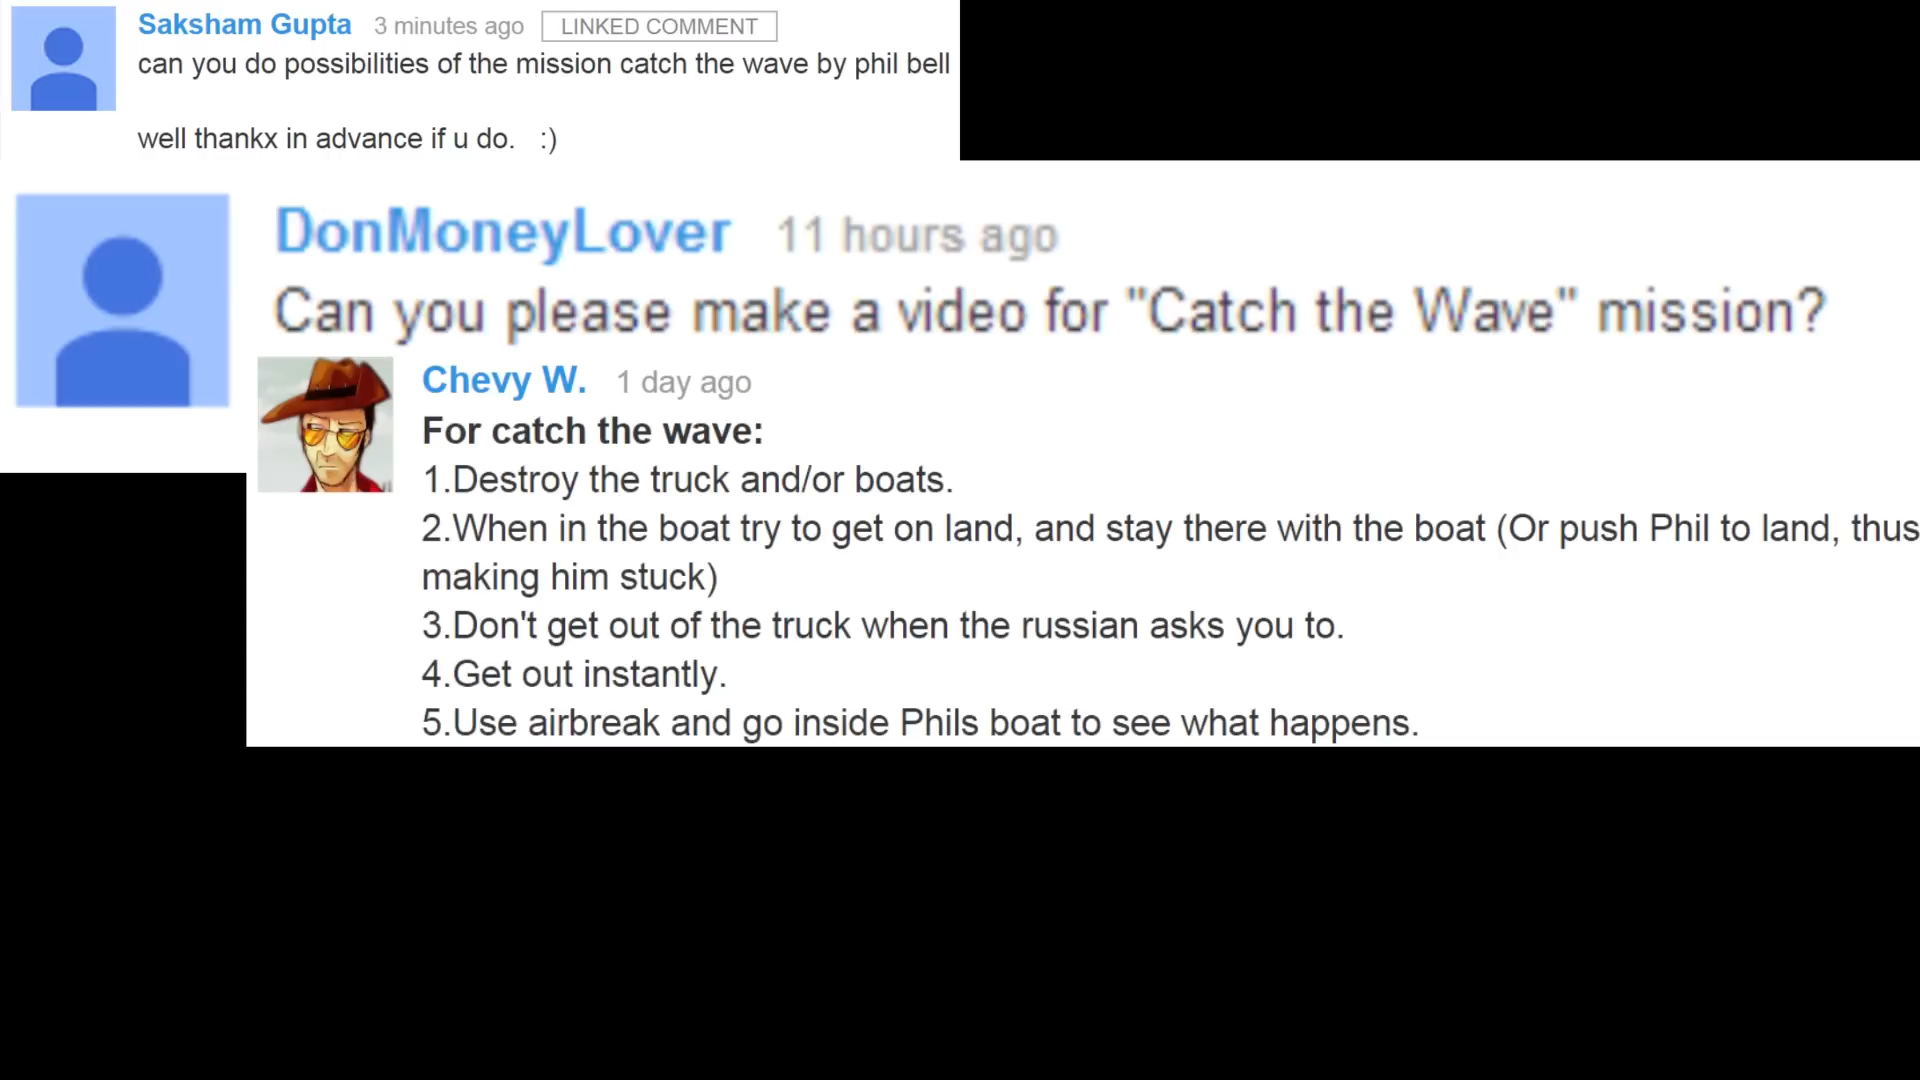 Saksham Gupta 3 minutes ago LINKED COMMENT
can you do possibilities of the mission catch the wave by phil bell
well thankx in advance if u do. :)
DonMoneyLover 11 hours ago
Can you please make a video for "Catch the Wave" mission?
Chevy W. 1 day ago
For catch the wave:
1.Destroy the truck and/or boats.
2.When in the boat try to get on land, and stay there with the boat (Or push Phil to land, thus
making him stuck)
3.Don't get out of the truck when the russian asks you to.
4.Get out instantly.
5.Use airbreak and go inside Phils boat to see what happens.